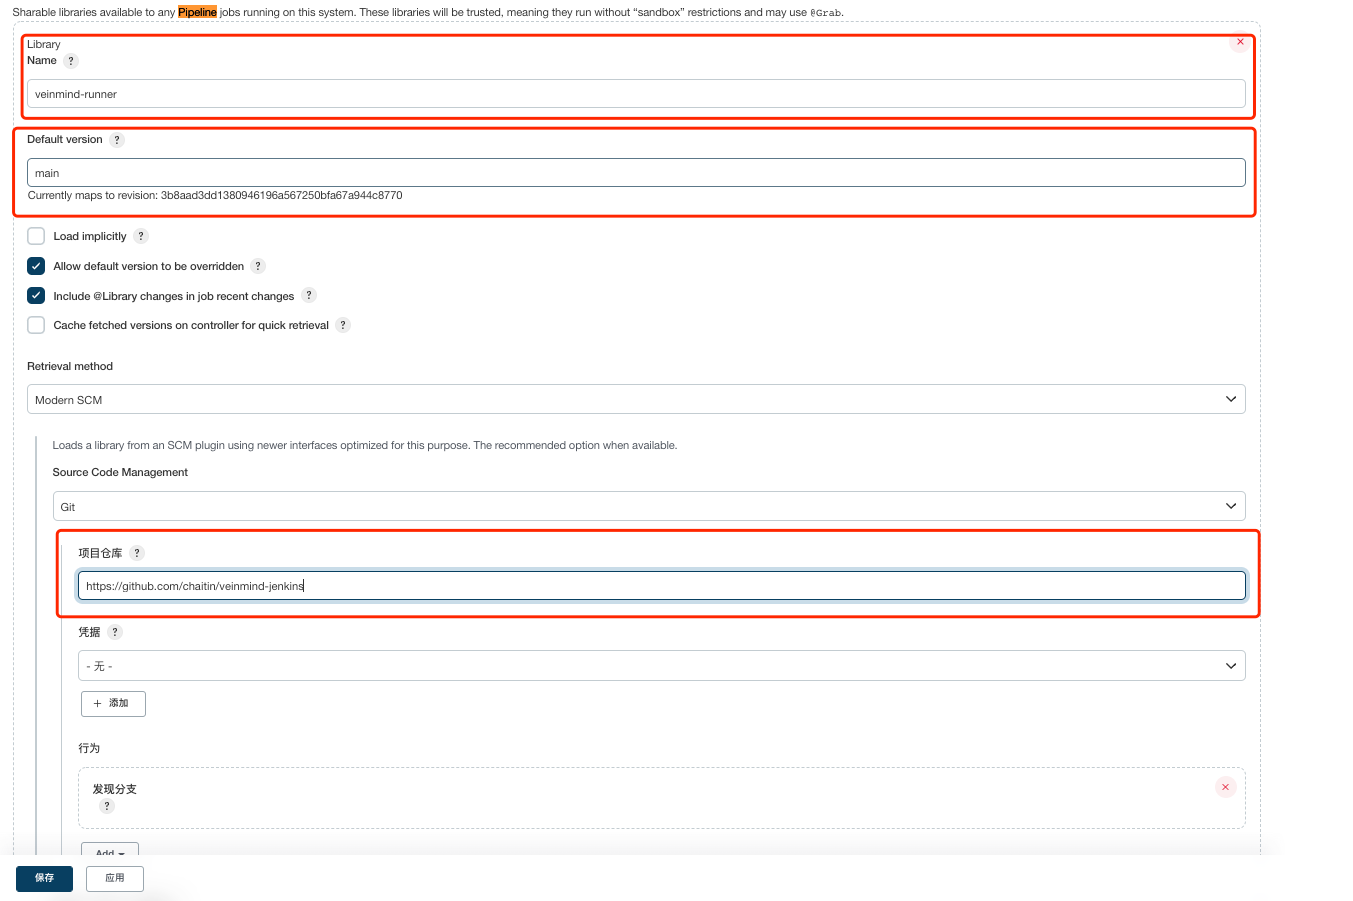 Sharable libraries available to any Pipeline jobs running on this system. These libraries will be trusted, meaning they run without “sandbox” restrictions and may use @Grab.
Library
Name ?
veinmind-runner
Default version ?
main
Currently maps to revision: 3b8aad3dd1380946196a567250bfa67a944c8770
Load implicitly ?
Allow default version to be overridden ?
Include @Library changes in job recent changes ?
Cache fetched versions on controller for quick retrieval ?
Retrieval method
Modern SCM
Loads a library from an SCM plugin using newer interfaces optimized for this purpose. The recommended option when available.
Source Code Management
Git
项目仓库 ?
https://github.com/chaitin/veinmind-jenkins
凭据 ?
- 无 -
+ 添加
行为
发现分支
?
Add
保存 应用